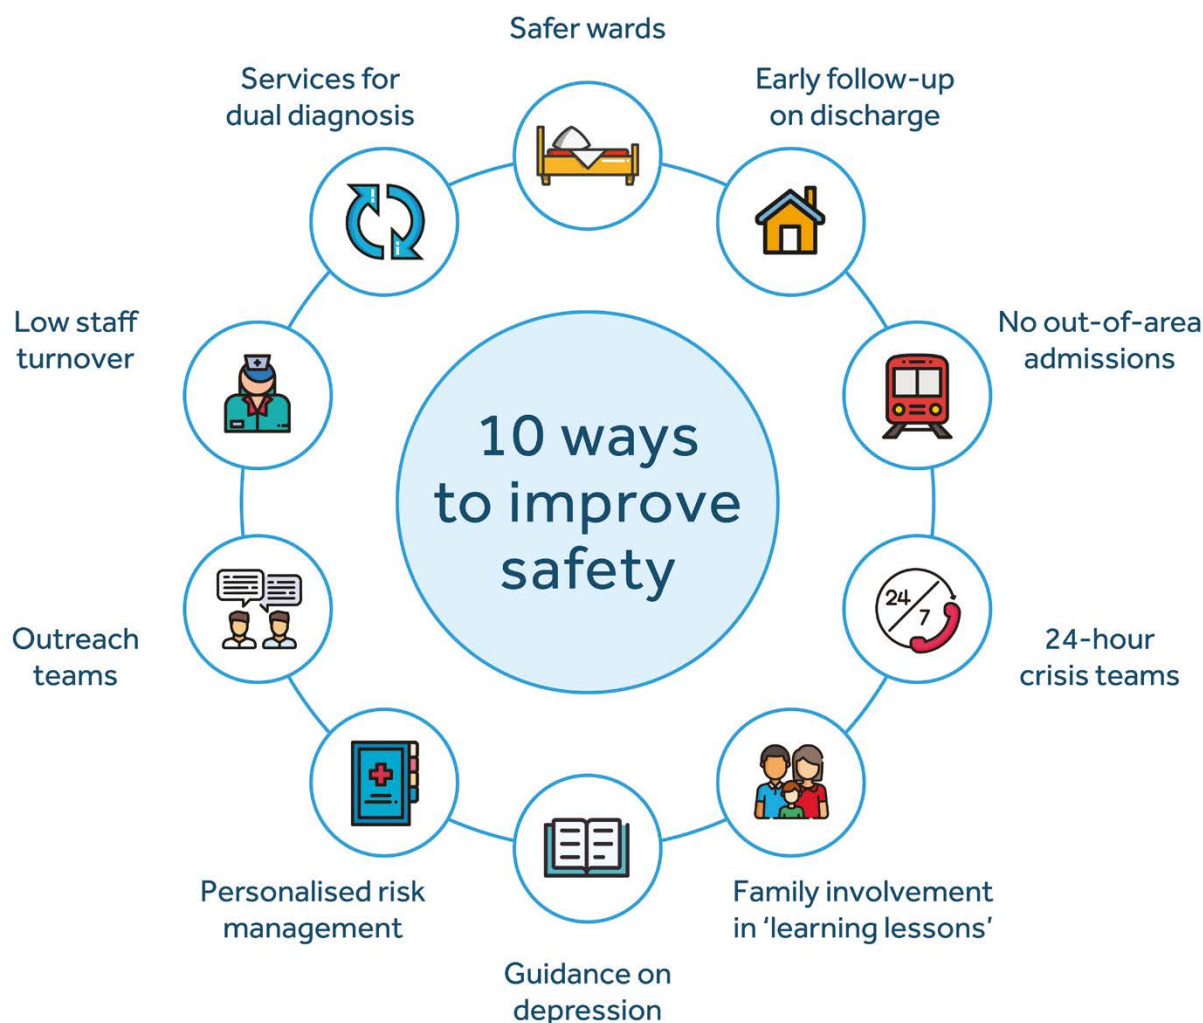 Safer wards
Early follow-up
on discharge
No out-of-area
admissions
24
7
24-hour
crisis teams
Family involvement
in ‘learning lessons’
Guidance on
depression
Personalised risk
management
Outreach
teams
Low staff
turnover
Services for
dual diagnosis
10 ways
to improve
safety